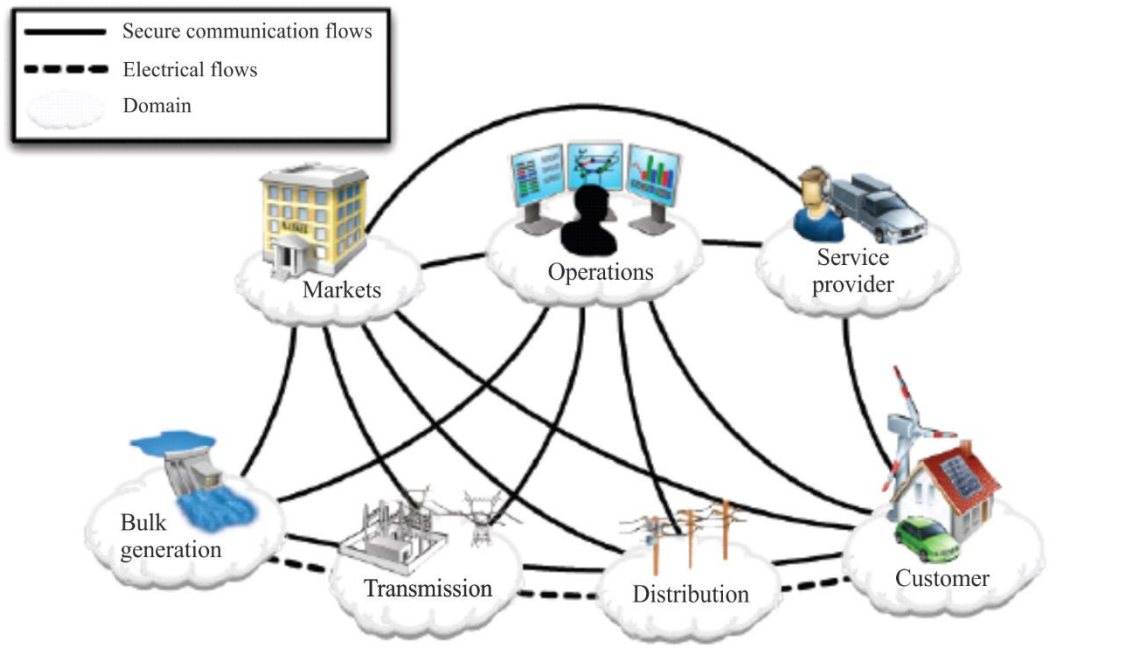 Secure communication flows
Electrical flows
Domain
Markets
Operations
Service
provider
Bulk
generation
Transmission
Distribution
Customer